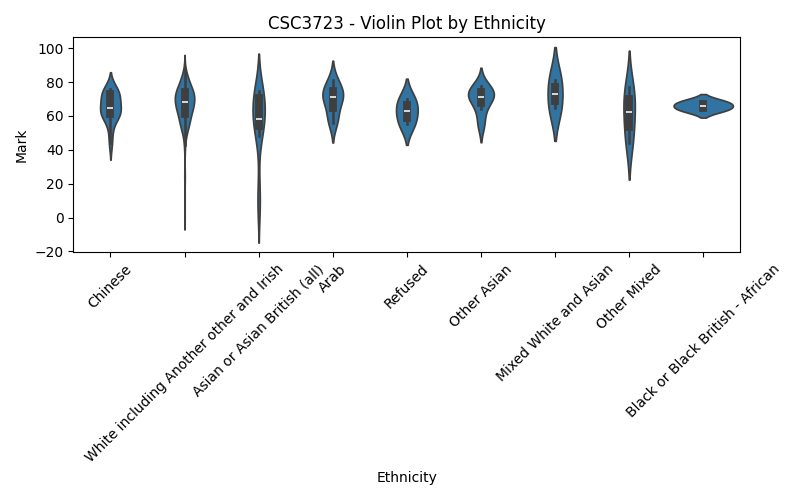 CSC3723 - Violin Plot by Ethnicity
100
80
60
40
20
0
−20
Mark
Chinese
White including Another other and Irish
Asian or Asian British (all)
Arab
Refused
Other Asian
Mixed White and Asian
Other Mixed
Black or Black British - African
Ethnicity